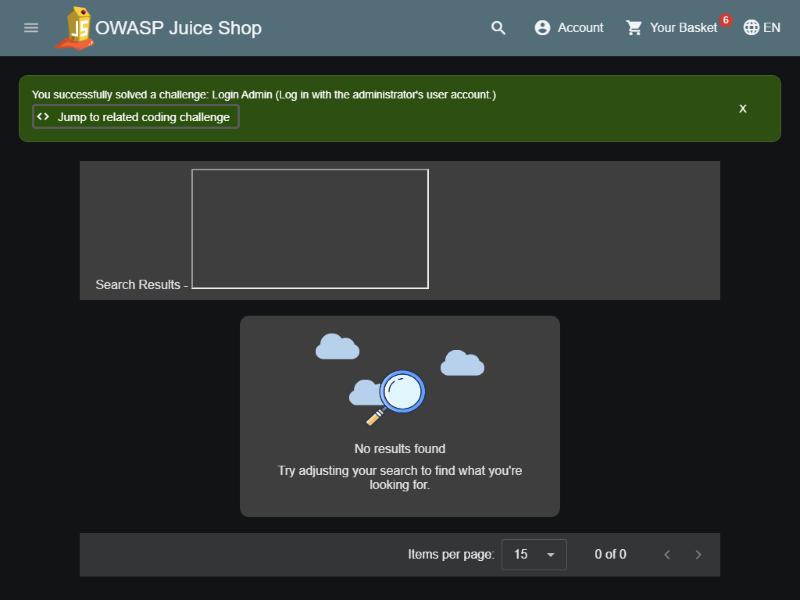 OWASP Juice Shop
Account
Your Basket
6
EN
You successfully solved a challenge: Login Admin (Log in with the administrator's user account.)
<> Jump to related coding challenge
X
Search Results -
No results found
Try adjusting your search to find what you're
looking for.
Items per page: 15
0 of 0